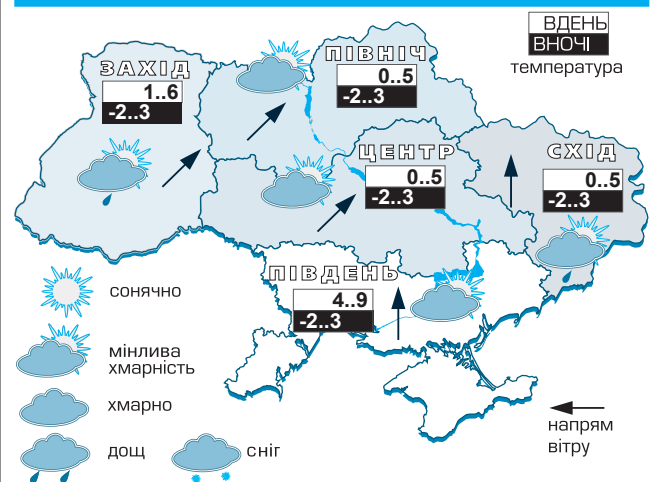 ВДЕНЬ
ВНОЧІ
температура
ПІВНІЧ
0..5
-2..3
ЗАХІД
1..6
-2..3
ЦЕНТР
0..5
-2..3
СХІД
0..5
-2..3
ПІВДЕНЬ
4..9
-2..3
сонячно
мінлива
хмарність
хмарно
дощ
сніг
напрям
вітру